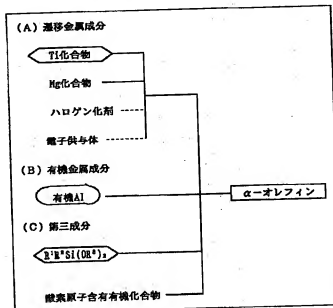 (A) 遷移金属成分
Ti化合物
Mg化合物
ハロゲン化剤
電子供与体
(B) 有機金属成分
有機Al
α-オレフィン
(C) 第三成分
R¹R²Si(OR³)₂
酸素原子含有有機化合物